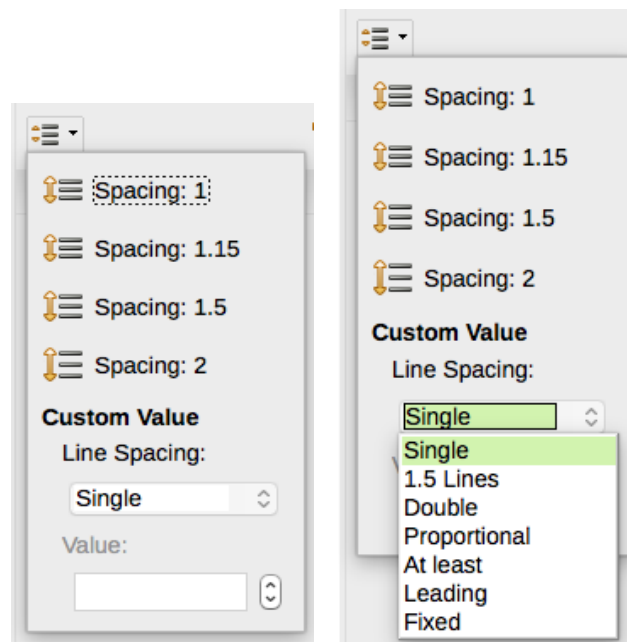 Spacing: 1
Spacing: 1.15
Spacing: 1.5
Spacing: 2
Custom Value
Line Spacing:
Single
Value:
Spacing: 1
Spacing: 1.15
Spacing: 1.5
Spacing: 2
Custom Value
Line Spacing:
Single
Single
1.5 Lines
Double
Proportional
At least
Leading
Fixed